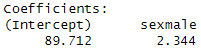 Coefficients:
(Intercept)      sexmale
     89.712        2.344